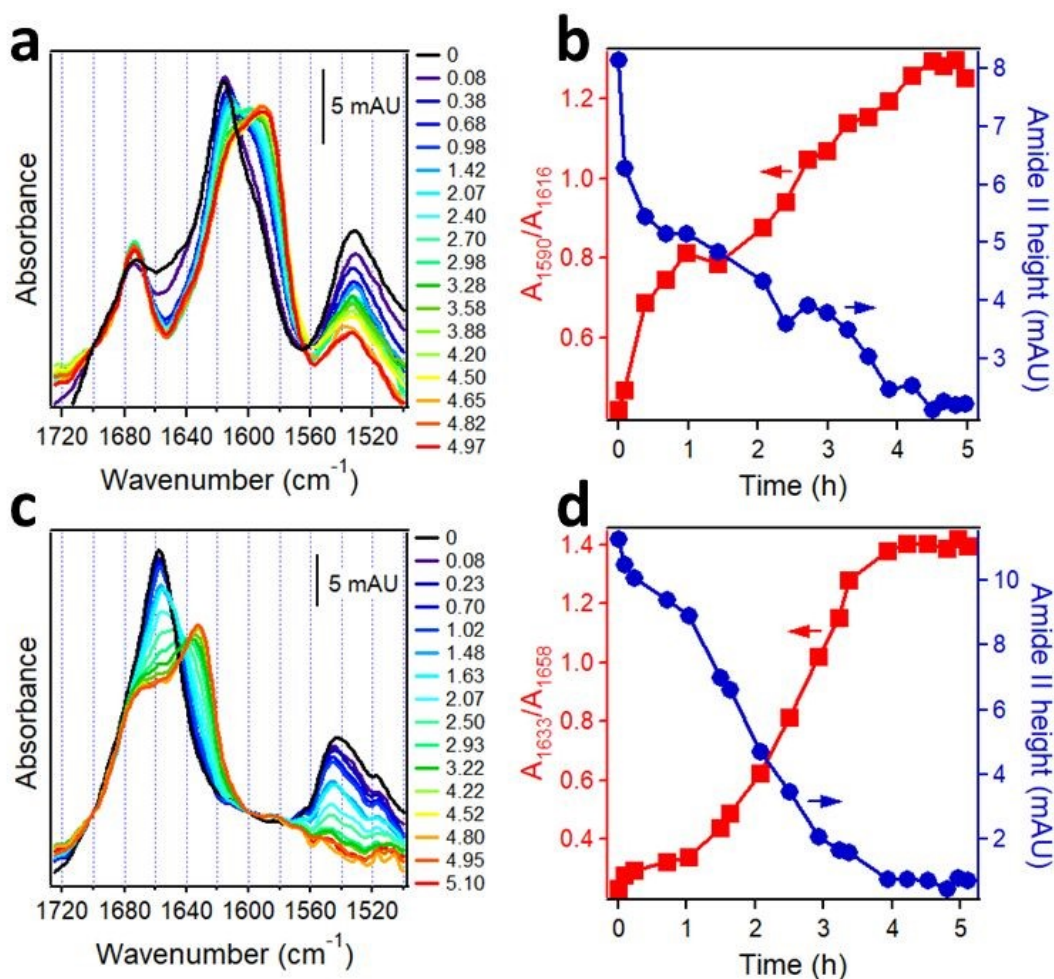 a
0
0.08
0.38
0.68
0.98
1.42
2.07
2.40
2.70
2.98
3.28
3.58
3.88
4.20
4.50
4.65
4.82
4.97
5 mAU
Absorbance
1720 1680 1640 1600 1560 1520
Wavenumber (cm⁻¹)
b
1.2
1.0
0.8
0.6
A₁₅₉₀/A₁₆₁₆
8
7
6
5
4
3
Amide II height (mAU)
0 1 2 3 4 5
Time (h)
c
0
0.08
0.23
0.70
1.02
1.48
1.63
2.07
2.50
2.93
3.22
4.22
4.52
4.80
4.95
5.10
5 mAU
Absorbance
1720 1680 1640 1600 1560 1520
Wavenumber (cm⁻¹)
d
1.4
1.2
1.0
0.8
0.6
0.4
A₁₆₃₃/A₁₆₅₈
10
8
6
4
2
Amide II height (mAU)
0 1 2 3 4 5
Time (h)